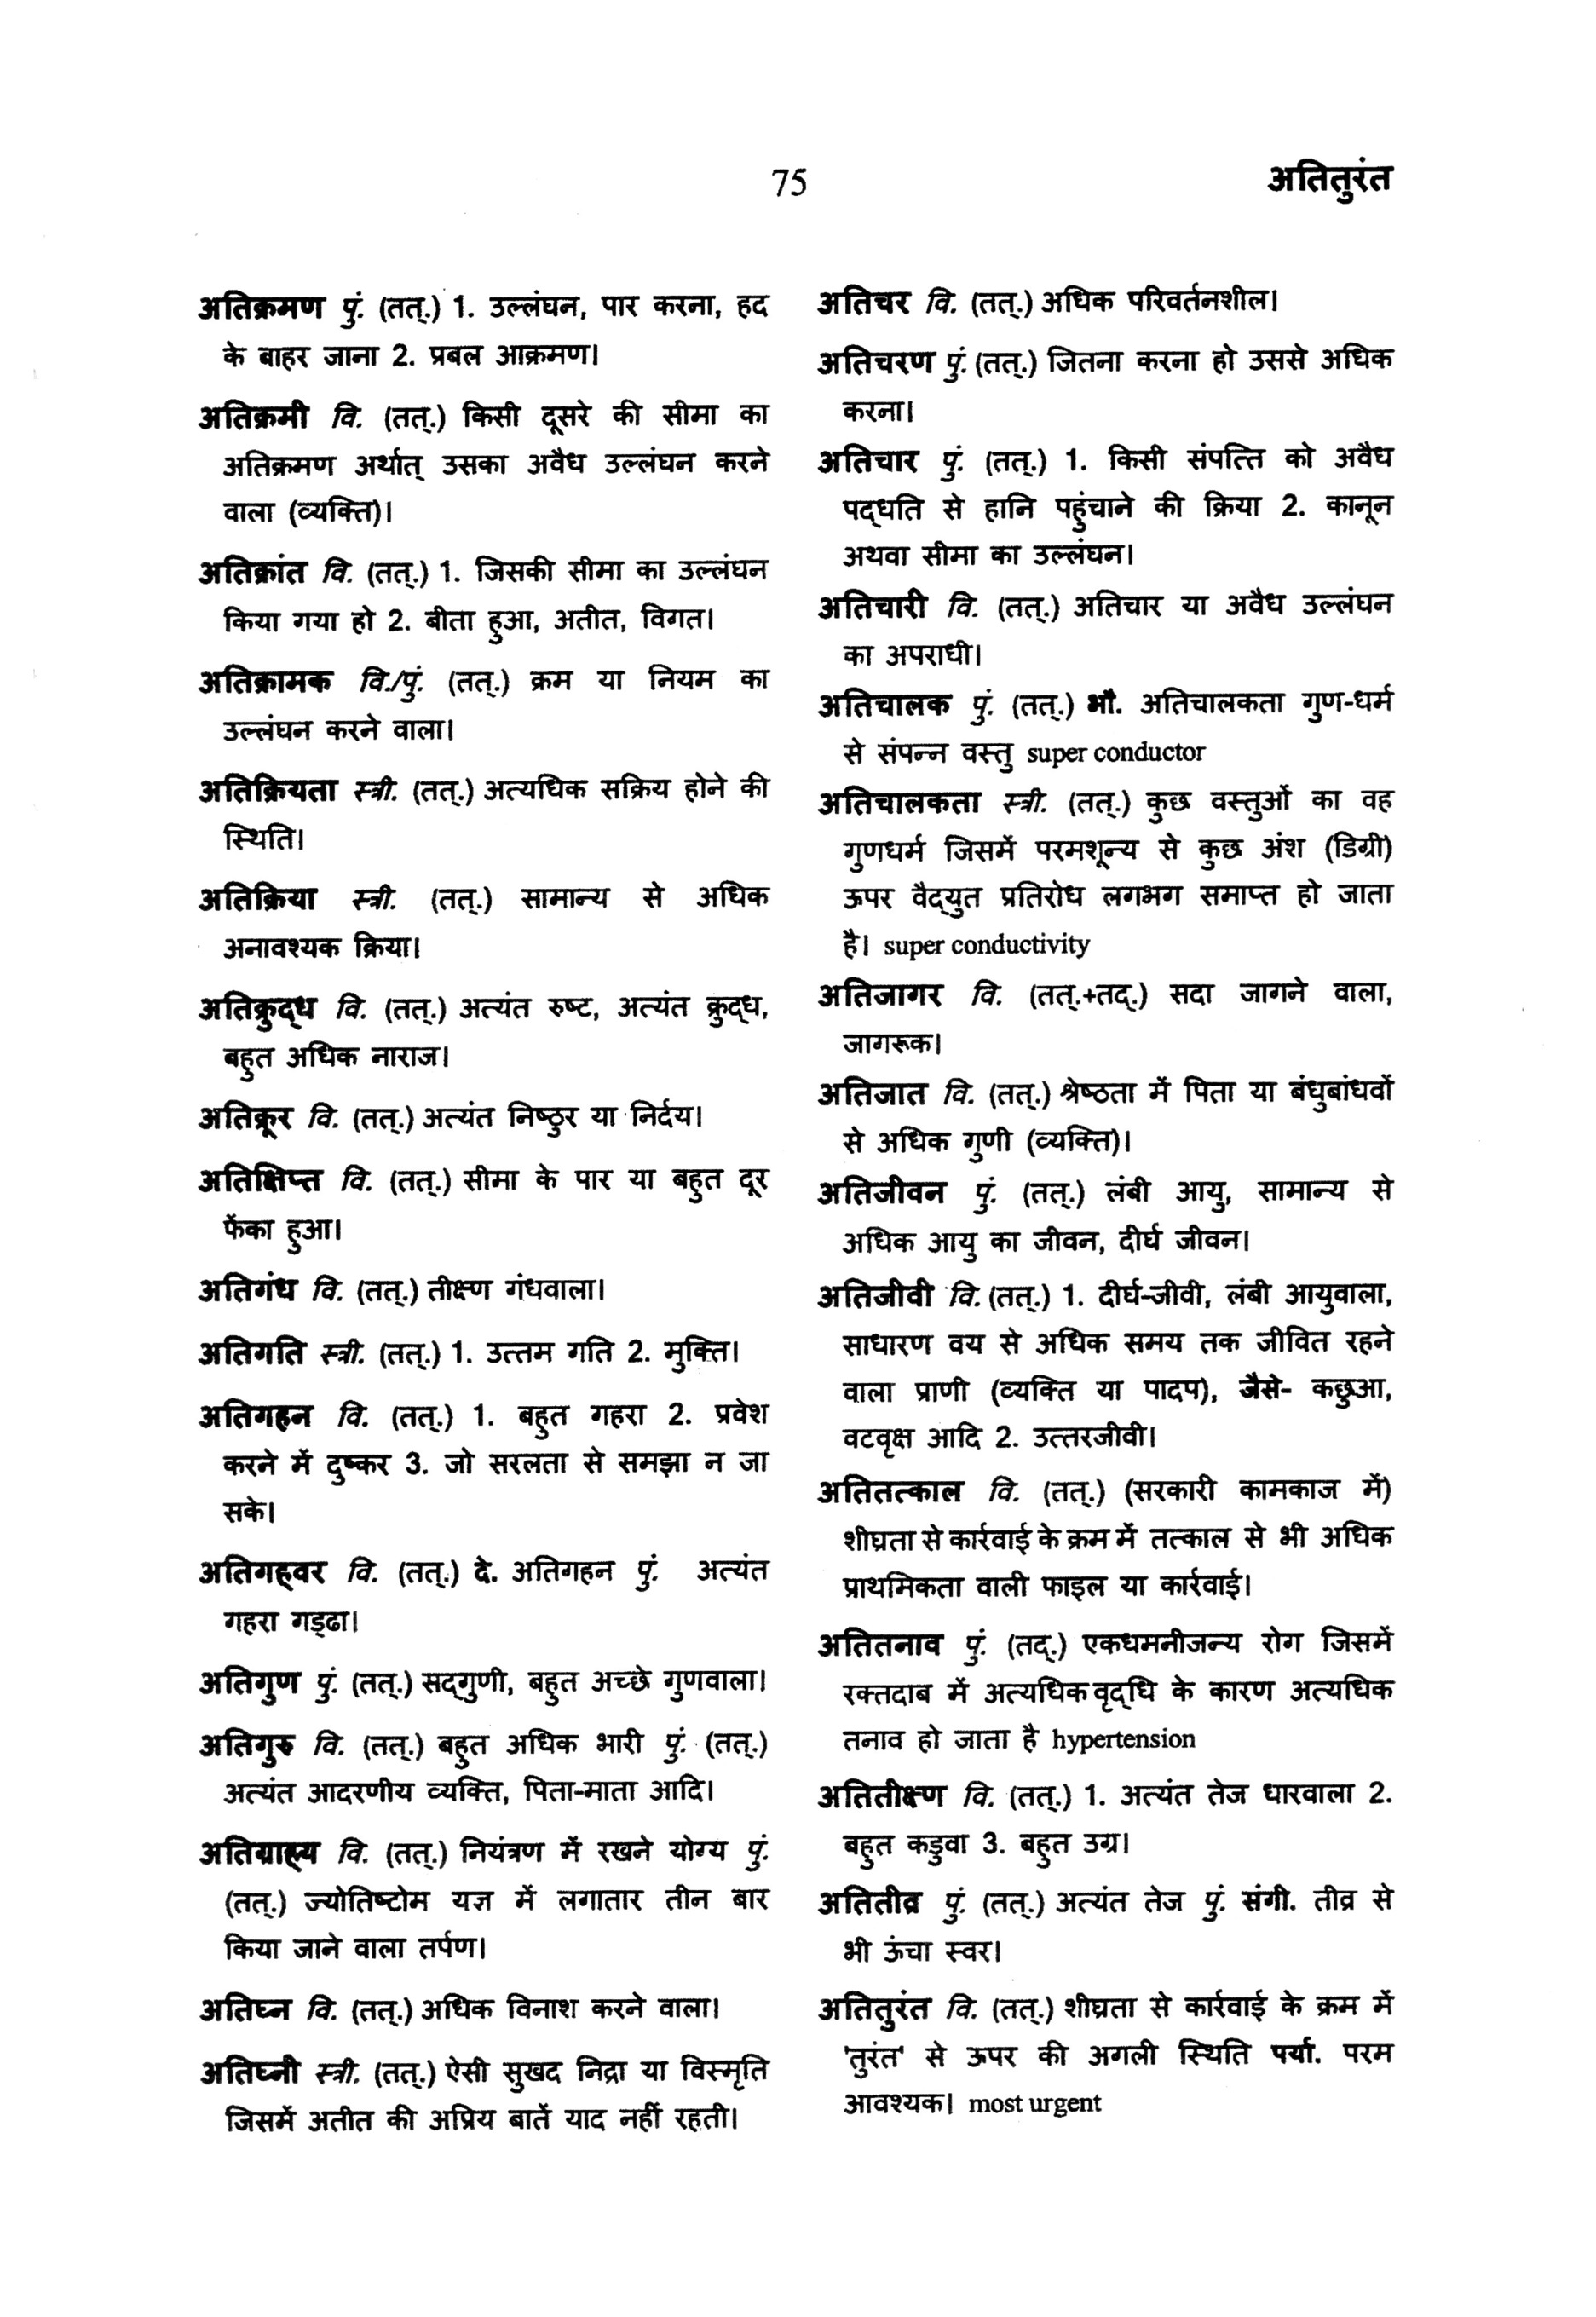 75
अतितुरंत
अतिक्रमण पुं. (तत्.) 1. उल्लंघन, पार करना, हद
के बाहर जाना 2. प्रबल आक्रमण।
अतिक्रमी वि. (तत्.) किसी दूसरे की सीमा का
अतिक्रमण अर्थात् उसका अवैध उल्लंघन करने
वाला (व्यक्ति)।
अतिक्रांत वि. (तत्.) 1. जिसकी सीमा का उल्लंघन
किया गया हो 2. बीता हुआ, अतीत, विगत।
अतिक्रामक वि./पुं. (तत्.) क्रम या नियम का
उल्लंघन करने वाला।
अतिक्रियता स्त्री. (तत्.) अत्यधिक सक्रिय होने की
स्थिति।
अतिक्रिया स्त्री. (तत्.) सामान्य से अधिक
अनावश्यक क्रिया।
अतिक्रुद्ध वि. (तत्.) अत्यंत रुष्ट, अत्यंत क्रुद्ध,
बहुत अधिक नाराज।
अतिक्रूर वि. (तत्.) अत्यंत निष्ठुर या निर्दय।
अतिक्षिप्त वि. (तत्.) सीमा के पार या बहुत दूर
फेंका हुआ।
अतिगंध वि. (तत्.) तीक्ष्ण गंधवाला।
अतिगति स्त्री. (तत्.) 1. उत्तम गति 2. मुक्ति।
अतिगहन वि. (तत्.) 1. बहुत गहरा 2. प्रवेश
करने में दुष्कर 3. जो सरलता से समझा न जा
सके।
अतिगह्वर वि. (तत्.) दे. अतिगहन पुं. अत्यंत
गहरा गड्ढा।
अतिगुण पुं. (तत्.) सद्गुणी, बहुत अच्छे गुणवाला।
अतिगुरु वि. (तत्.) बहुत अधिक भारी पुं. (तत्.)
अत्यंत आदरणीय व्यक्ति, पिता-माता आदि।
अतिग्राह्य वि. (तत्.) नियंत्रण में रखने योग्य पुं.
(तत्.) ज्योतिष्टोम यज्ञ में लगातार तीन बार
किया जाने वाला तर्पण।
अतिघ्न वि. (तत्.) अधिक विनाश करने वाला।
अतिघ्नी स्त्री. (तत्.) ऐसी सुखद निद्रा या विस्मृति
जिसमें अतीत की अप्रिय बातें याद नहीं रहती।
अतिचर वि. (तत्.) अधिक परिवर्तनशील।
अतिचरण पुं. (तत्.) जितना करना हो उससे अधिक
करना।
अतिचार पुं. (तत्.) 1. किसी संपत्ति को अवैध
पद्धति से हानि पहुंचाने की क्रिया 2. कानून
अथवा सीमा का उल्लंघन।
अतिचारी वि. (तत्.) अतिचार या अवैध उल्लंघन
का अपराधी।
अतिचालक पुं. (तत्.) भौ. अतिचालकता गुण-धर्म
से संपन्न वस्तु super conductor
अतिचालकता स्त्री. (तत्.) कुछ वस्तुओं का वह
गुणधर्म जिसमें परमशून्य से कुछ अंश (डिग्री)
ऊपर वैद्युत प्रतिरोध लगभग समाप्त हो जाता
है। super conductivity
अतिजागर वि. (तत्.+तद्.) सदा जागने वाला,
जागरूक।
अतिजात वि. (तत्.) श्रेष्ठता में पिता या बंधुबांधवों
से अधिक गुणी (व्यक्ति)।
अतिजीवन पुं. (तत्.) लंबी आयु, सामान्य से
अधिक आयु का जीवन, दीर्घ जीवन।
अतिजीवी वि. (तत्.) 1. दीर्घ-जीवी, लंबी आयुवाला,
साधारण वय से अधिक समय तक जीवित रहने
वाला प्राणी (व्यक्ति या पादप), जैसे- कछुआ,
वटवृक्ष आदि 2. उत्तरजीवी।
अतितत्काल वि. (तत्.) (सरकारी कामकाज में)
शीघ्रता से कार्रवाई के क्रम में तत्काल से भी अधिक
प्राथमिकता वाली फाइल या कार्रवाई।
अतितनाव पुं. (तद्.) एकधमनीजन्य रोग जिसमें
रक्तदाब में अत्यधिक वृद्धि के कारण अत्यधिक
तनाव हो जाता है hypertension
अतितीक्ष्ण वि. (तत्.) 1. अत्यंत तेज धारवाला 2.
बहुत कडुवा 3. बहुत उग्र।
अतितीव्र पुं. (तत्.) अत्यंत तेज पुं. संगी. तीव्र से
भी ऊंचा स्वर।
अतितुरंत वि. (तत्.) शीघ्रता से कार्रवाई के क्रम में
'तुरंत' से ऊपर की अगली स्थिति पर्या. परम
आवश्यक। most urgent